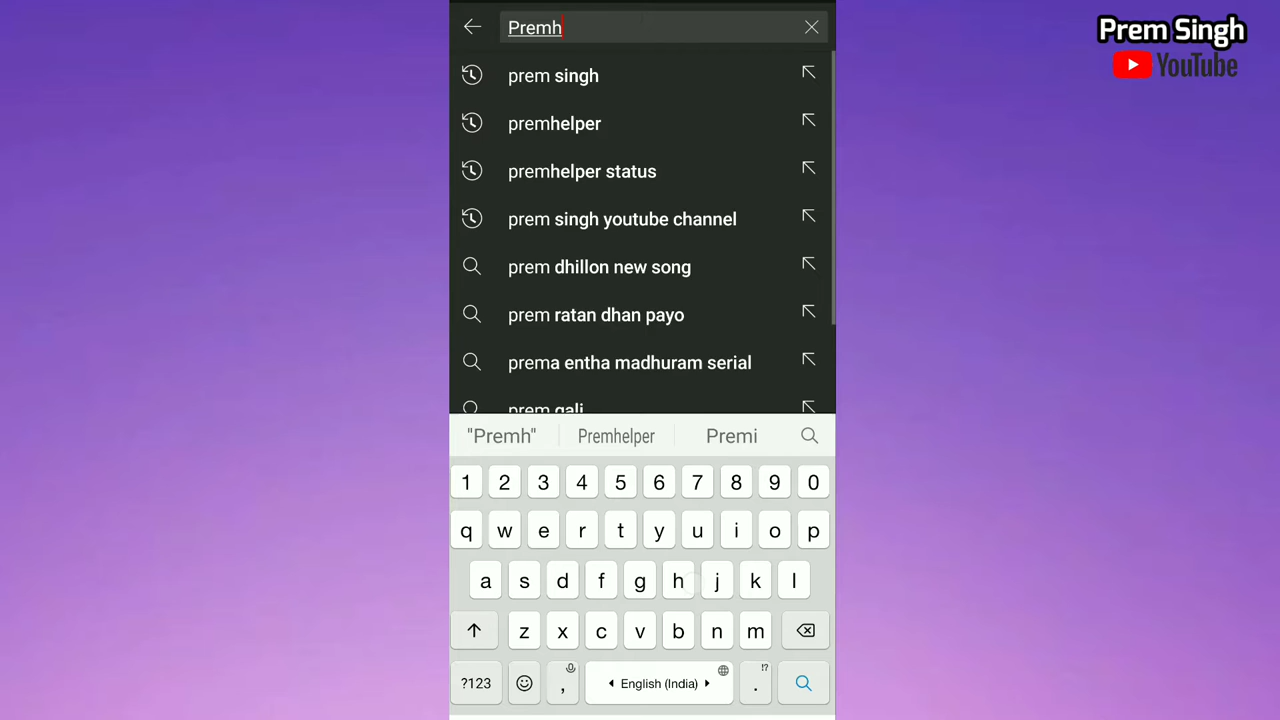 Premh
Prem Singh
YouTube
prem singh
premhelper
premhelper status
prem singh youtube channel
prem dhillon new song
prem ratan dhan payo
prema entha madhuram serial
prem gali
"Premh" Premhelper Premi
1 2 3 4 5 6 7 8 9 0
q w e r t y u i o p
a s d f g h j k l
z x c v b n m
?123 , English (India) . !?